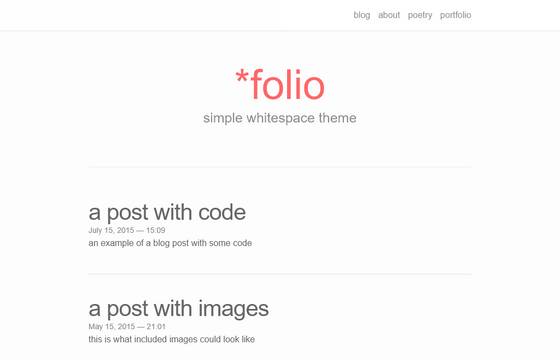 blog about poetry portfolio
*folio
simple whitespace theme
a post with code
July 15, 2015 — 15:09
an example of a blog post with some code
a post with images
May 15, 2015 — 21:01
this is what included images could look like